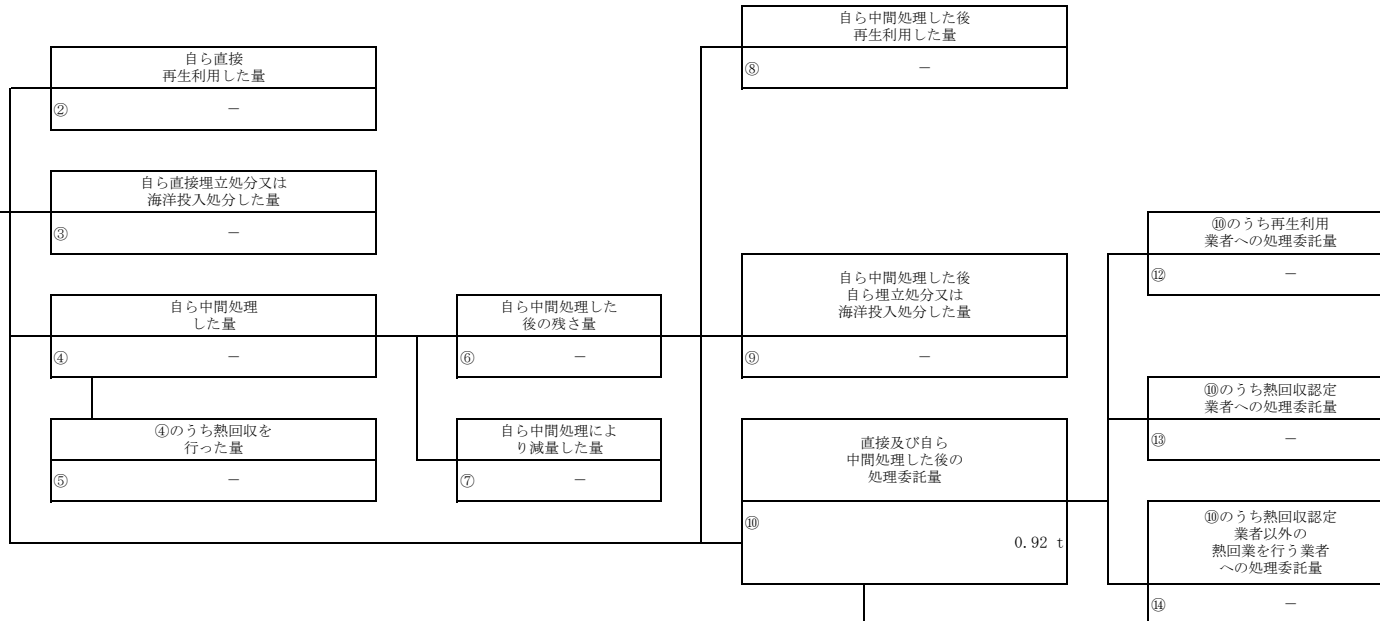 自ら中間処理した後
再生利用した量
⑧ －
自ら直接
再生利用した量
② －
自ら直接埋立処分又は
海洋投入処分した量
③ －
⑩のうち再生利用
業者への処理委託量
⑫ －
自ら中間処理した後
自ら埋立処分又は
海洋投入処分した量
⑨ －
自ら中間処理
した量
④ －
自ら中間処理した
後の残さ量
⑥ －
⑩のうち熱回収認定
業者への処理委託量
⑬ －
④のうち熱回収を
行った量
⑤ －
自ら中間処理によ
り減量した量
⑦ －
直接及び自ら
中間処理した後の
処理委託量
⑩
0.92 t
⑩のうち熱回収認定
業者以外の
熱回業を行う業者
への処理委託量
⑭ －